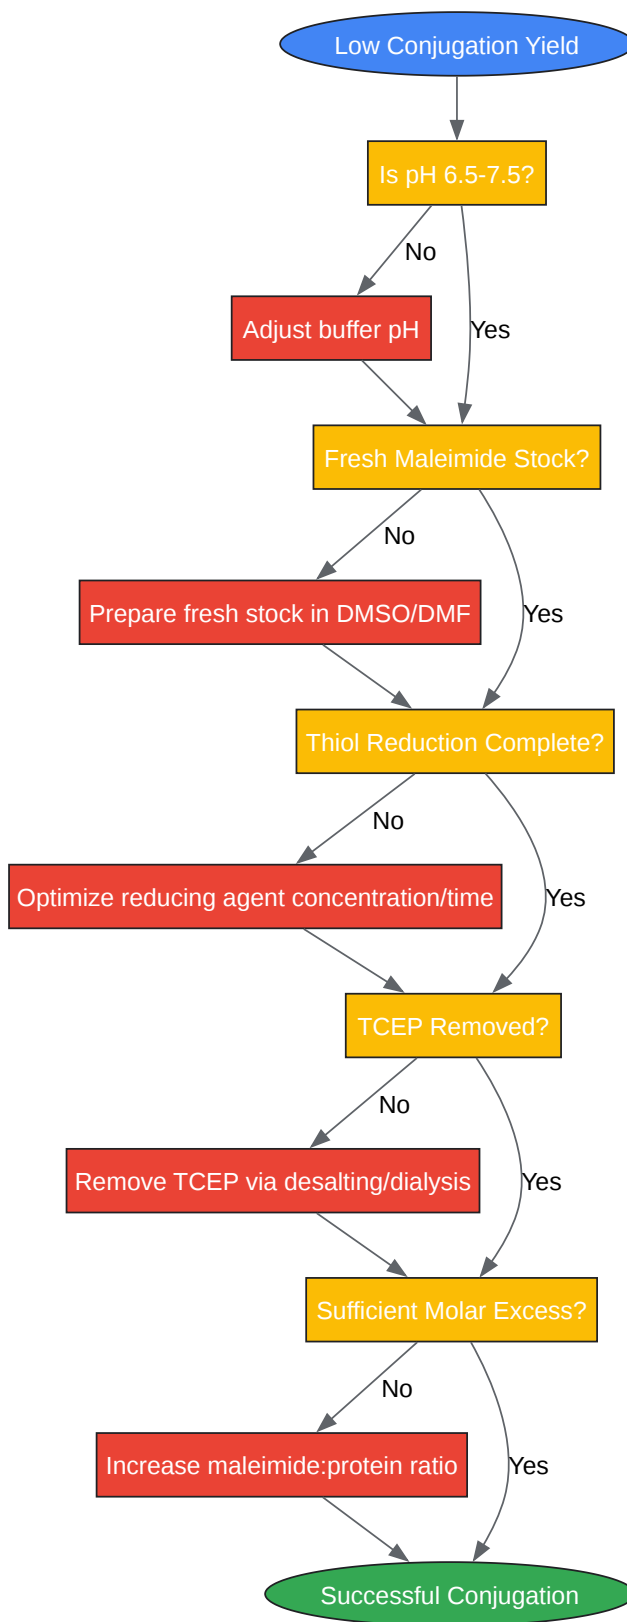 Low Conjugation Yield
Is pH 6.5-7.5?
No
Adjust buffer pH
Yes
Fresh Maleimide Stock?
No
Prepare fresh stock in DMSO/DMF
Yes
Thiol Reduction Complete?
No
Optimize reducing agent concentration/time
Yes
TCEP Removed?
No
Remove TCEP via desalting/dialysis
Yes
Sufficient Molar Excess?
No
Increase maleimide:protein ratio
Yes
Successful Conjugation